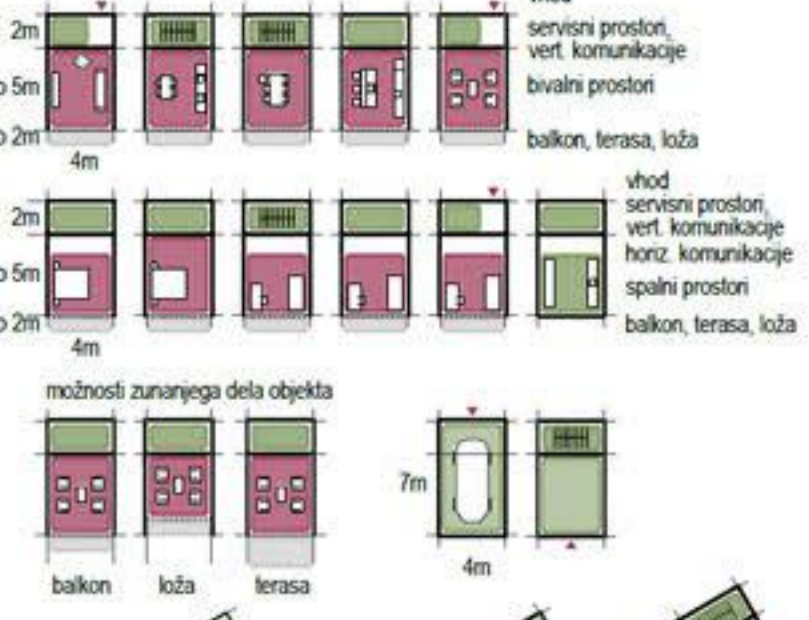 vhod
2m
servisni prostori,
vert. komunikacije
5m
bivalni prostori
2m
balkon, terasa, loža
4m
vhod
2m
servisni prostori,
vert. komunikacije
horiz. komunikacije
5m
spalni prostori
2m
balkon, terasa, loža
4m
možnosti zunanjega dela objekta
7m
4m
balkon loža terasa